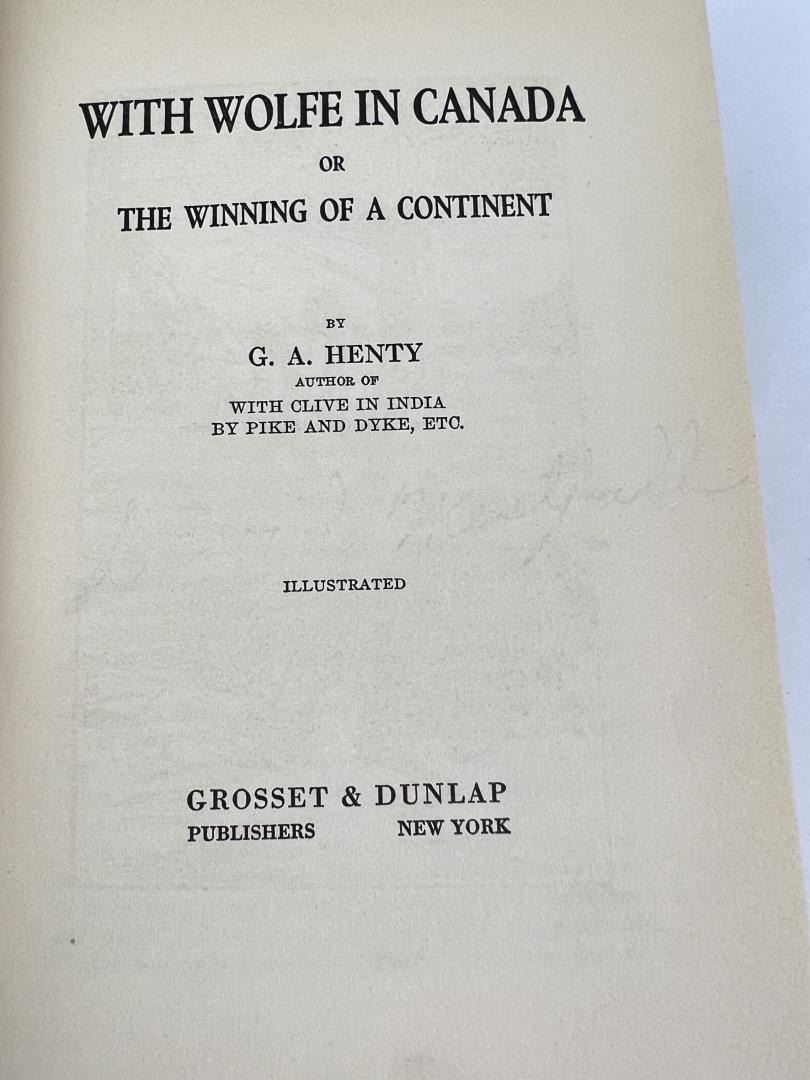 WITH WOLFE IN CANADA
OR
THE WINNING OF A CONTINENT
BY
G. A. HENTY
AUTHOR OF
WITH CLIVE IN INDIA
BY PIKE AND DYKE, ETC.
ILLUSTRATED
GROSSET & DUNLAP
PUBLISHERS NEW YORK